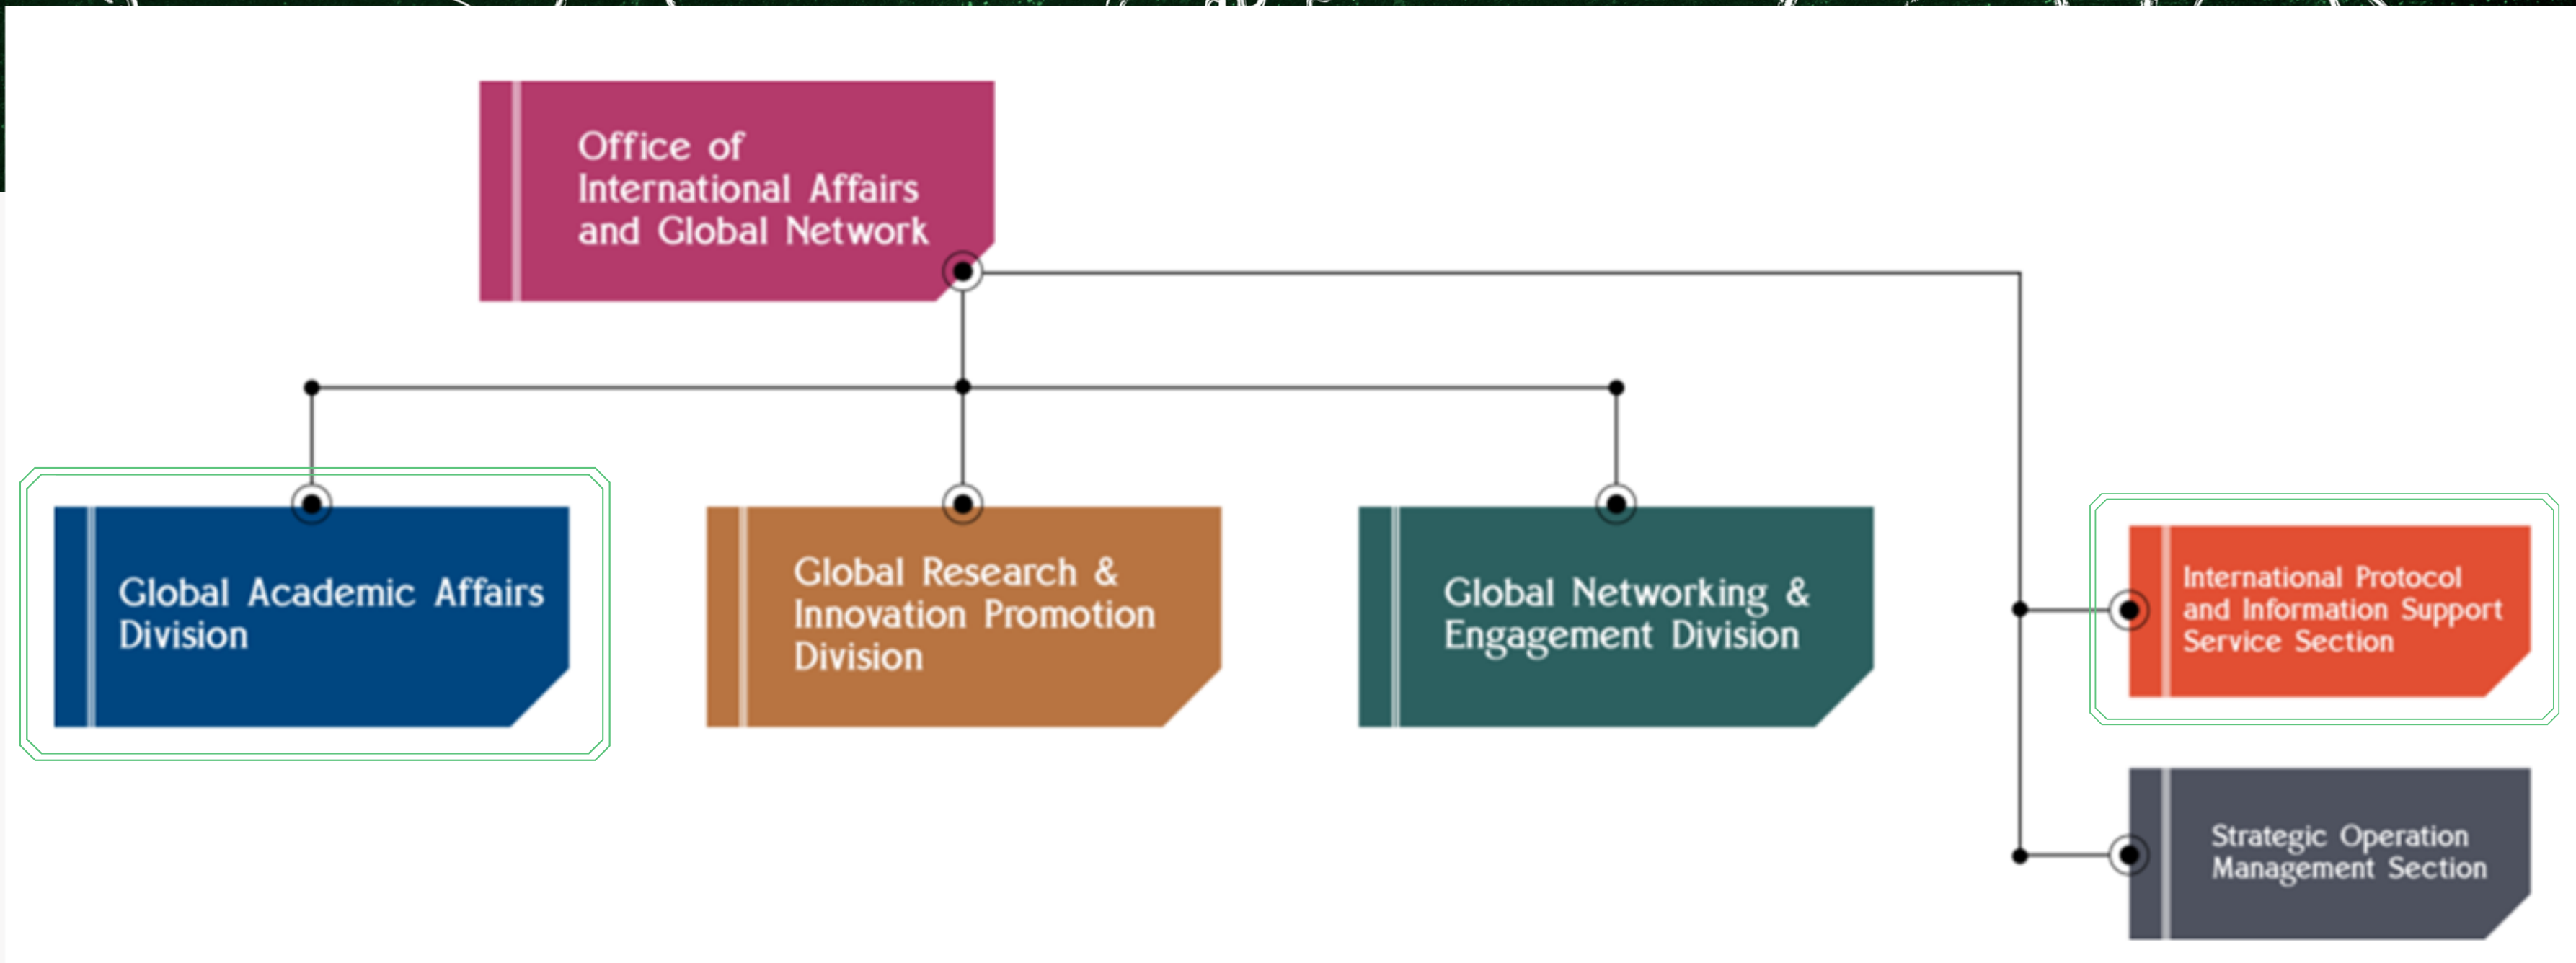 Office of
International Affairs
and Global Network
Global Academic Affairs
Division
Global Research &
Innovation Promotion
Division
Global Networking &
Engagement Division
International Protocol
and Information Support
Service Section
Strategic Operation
Management Section